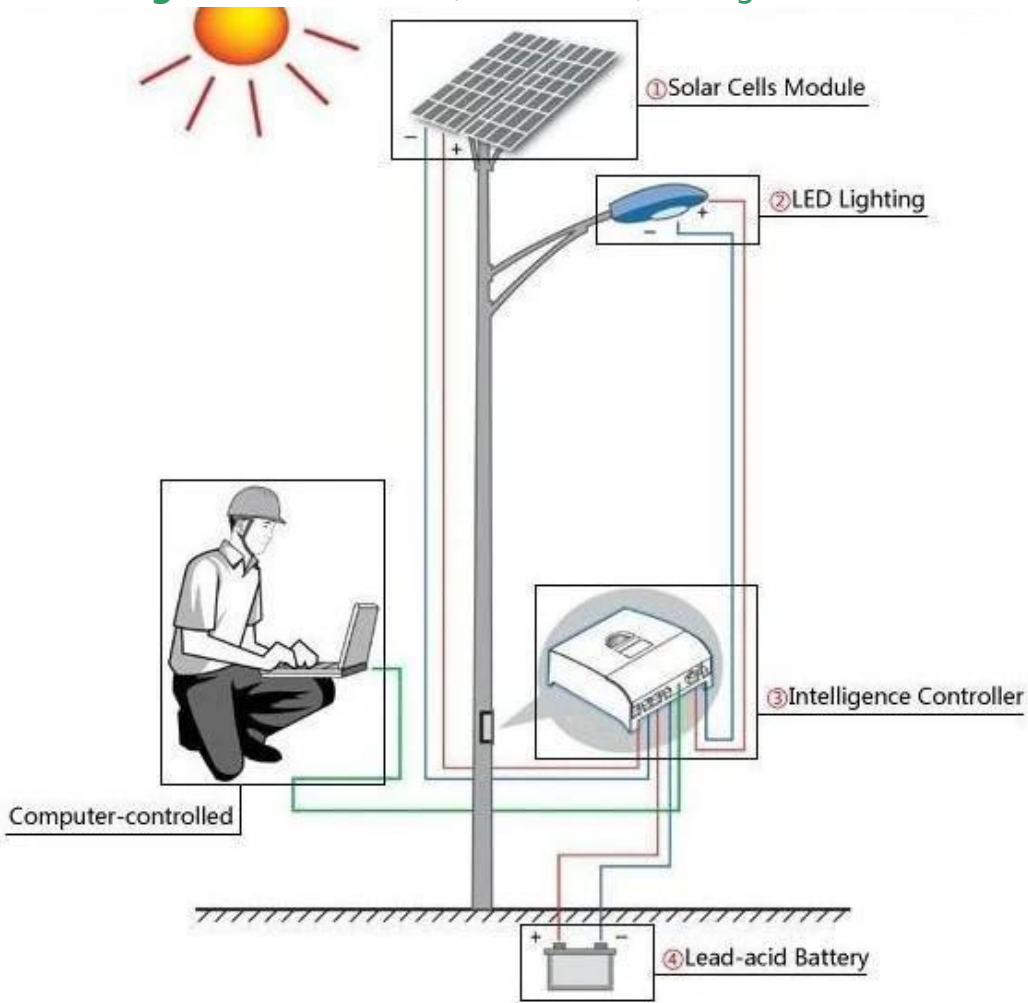 ①Solar Cells Module
- +
②LED Lighting
+
-
③Intelligence Controller
Computer-controlled
+ -
④Lead-acid Battery